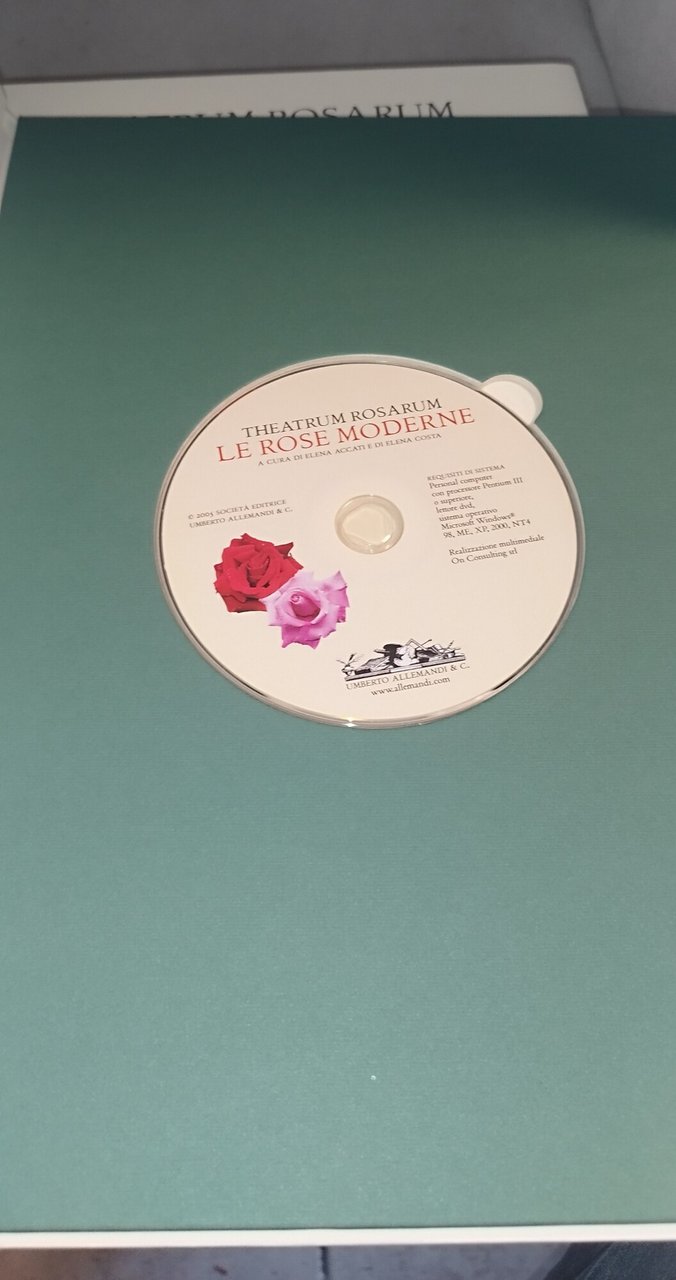 ROSARUM
THEATRUM ROSARUM
LE ROSE MODERNE
A CURA DI ELENA ACCATI E DI ELENA COSTA
© 2005 SOCIETÀ EDITRICE
UMBERTO ALLEMANDI & C.
REQUISITI DI SISTEMA
Personal computer
con processore Pentium III
o superiore,
lettore dvd,
sistema operativo
Microsoft Windows®
98, ME, XP, 2000, NT4
Realizzazione multimediale
On Consulting srl
UMBERTO ALLEMANDI & C.
www.allemandi.com